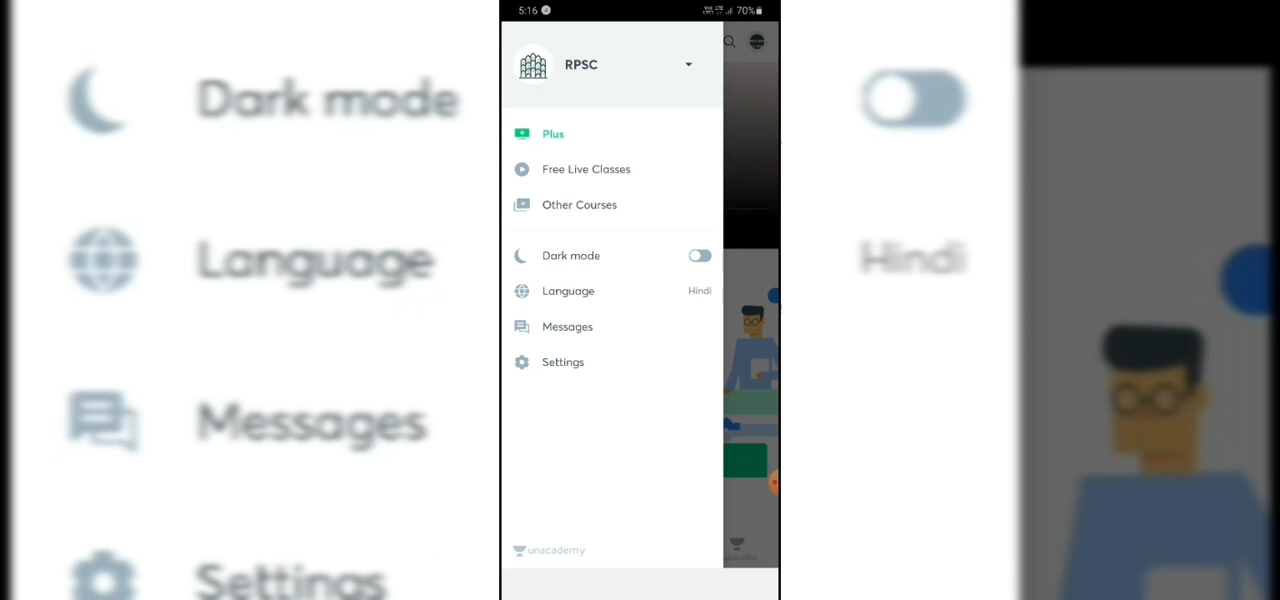 5:16
70%
RPSC
Plus
Free Live Classes
Other Courses
Dark mode
Language
Hindi
Messages
Settings
unacademy
Dark mode
Language
Messages
Settings
Hindi